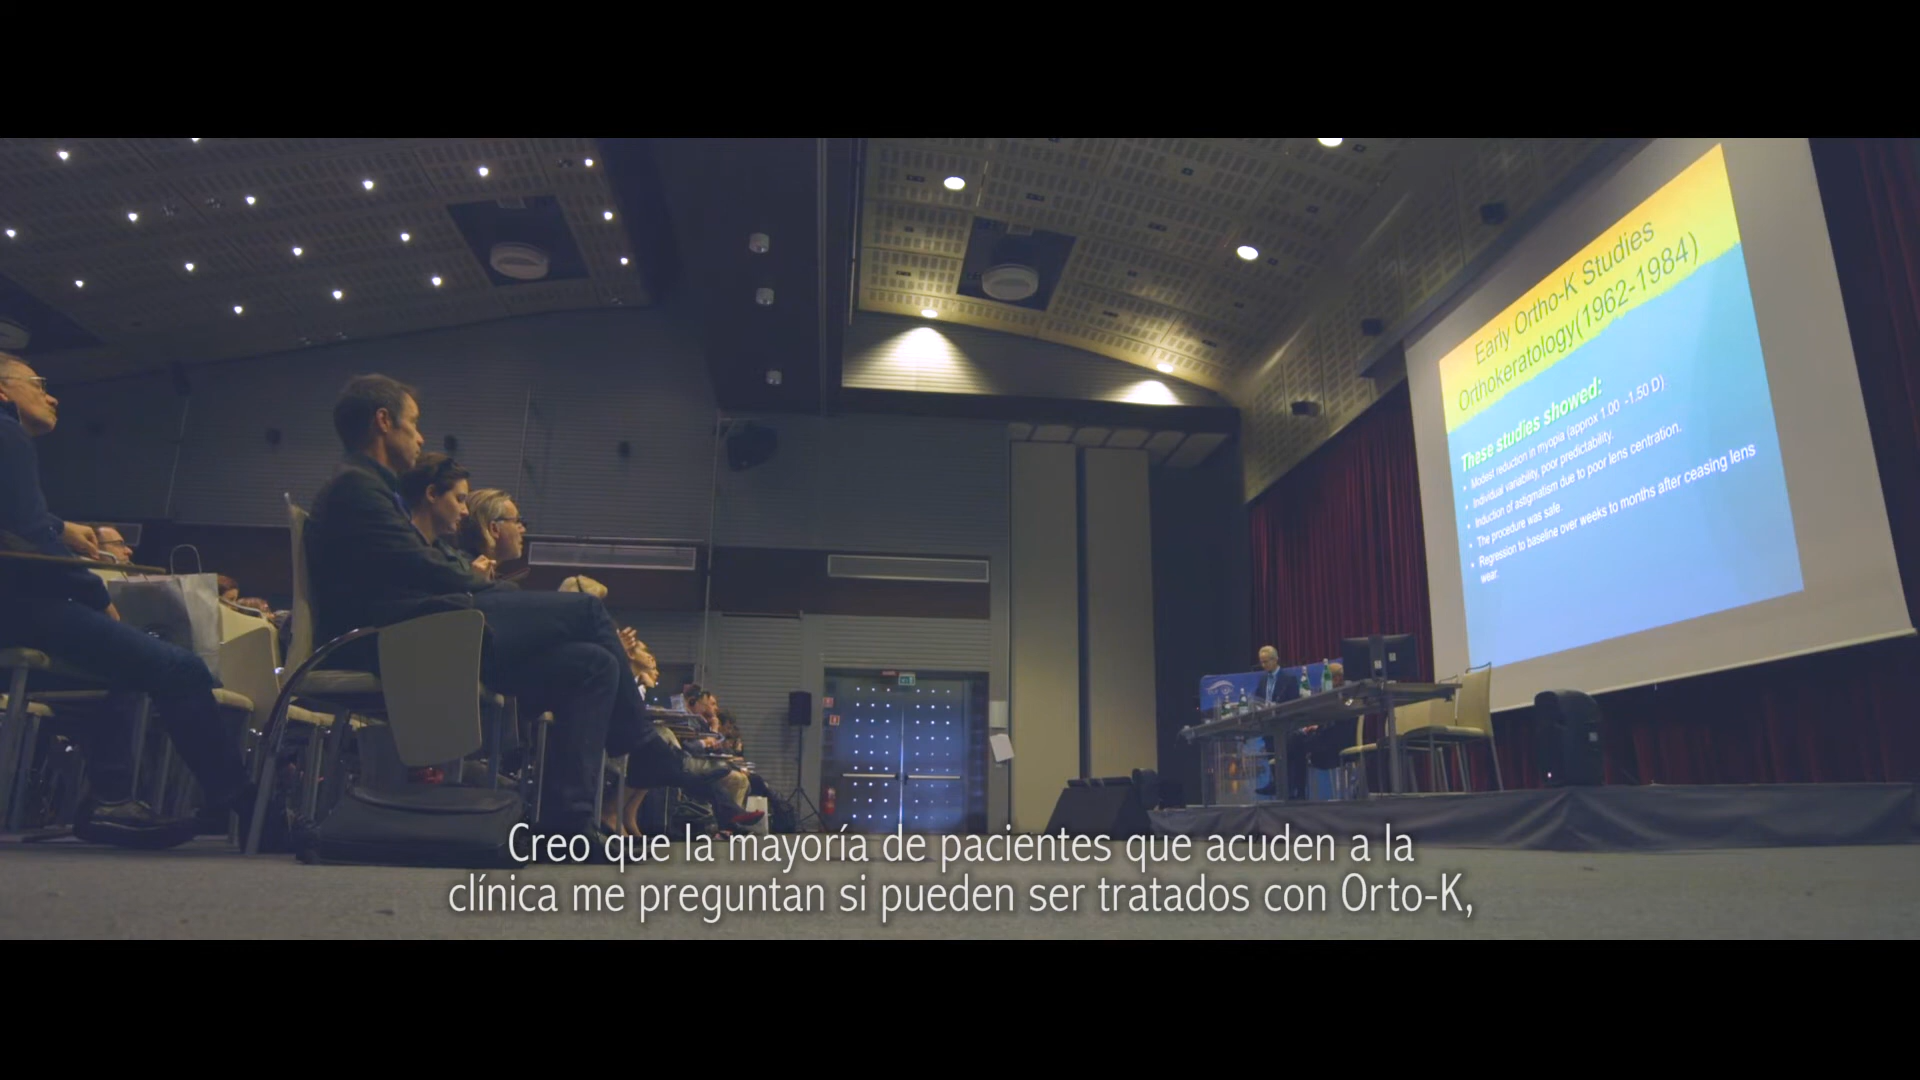 Early Ortho-K Studies
Orthokeratology(1962-1984)
These studies showed:
• Modest reduction in myopia (approx 1.00 -1.50 D)
• Individual variability, poor predictability.
• Induction of astigmatism due to poor lens centration.
• The procedure was safe.
• Regression to baseline over weeks to months after ceasing lens
wear.
Creo que la mayoría de pacientes que acuden a la
clínica me preguntan si pueden ser tratados con Orto-K,